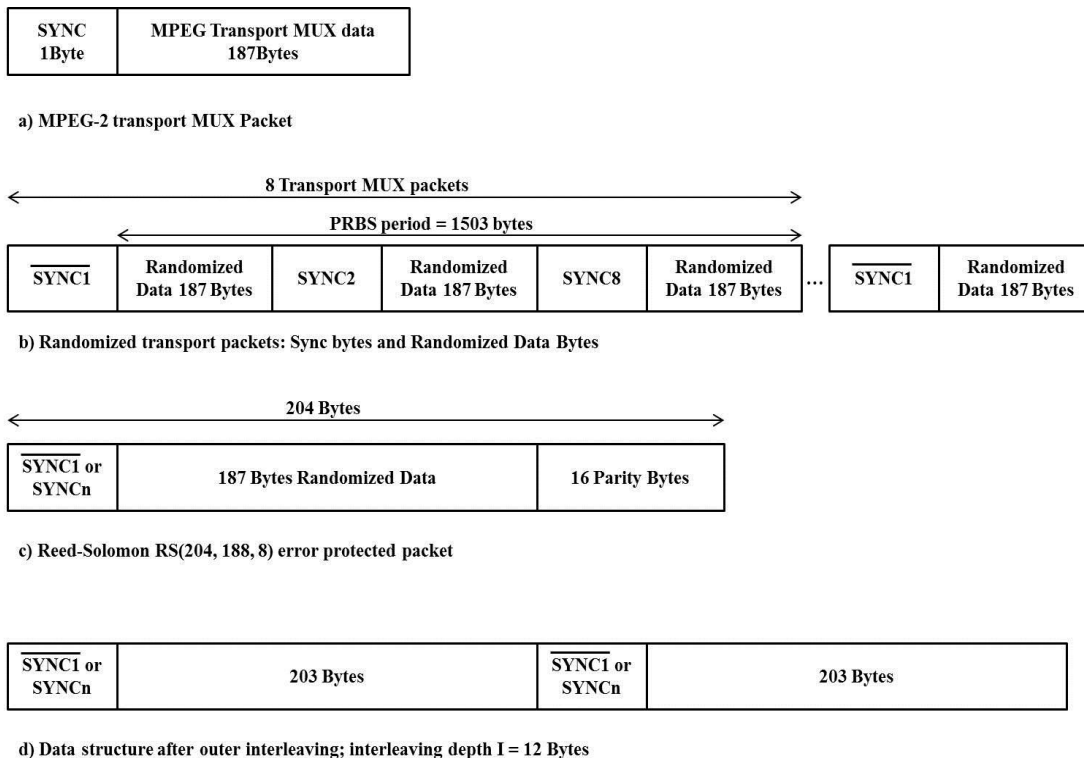 SYNC
1Byte
MPEG Transport MUX data
187Bytes
a) MPEG-2 transport MUX Packet
8 Transport MUX packets
PRBS period = 1503 bytes
SYNC1
Randomized
Data 187 Bytes
SYNC2
Randomized
Data 187 Bytes
SYNC8
Randomized
Data 187 Bytes
...
SYNC1
Randomized
Data 187 Bytes
b) Randomized transport packets: Sync bytes and Randomized Data Bytes
204 Bytes
SYNC1 or
SYNCn
187 Bytes Randomized Data
16 Parity Bytes
c) Reed-Solomon RS(204, 188, 8) error protected packet
SYNC1 or
SYNCn
203 Bytes
SYNC1 or
SYNCn
203 Bytes
d) Data structure after outer interleaving; interleaving depth I = 12 Bytes